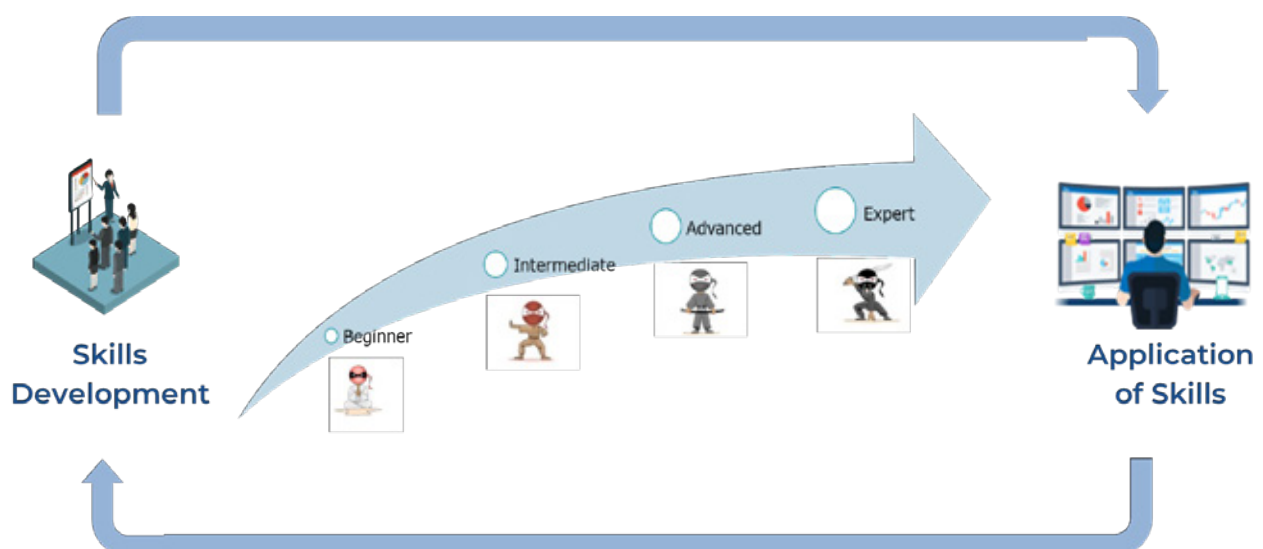 Skills
Development
Beginner
Intermediate
Advanced
Expert
Application
of Skills